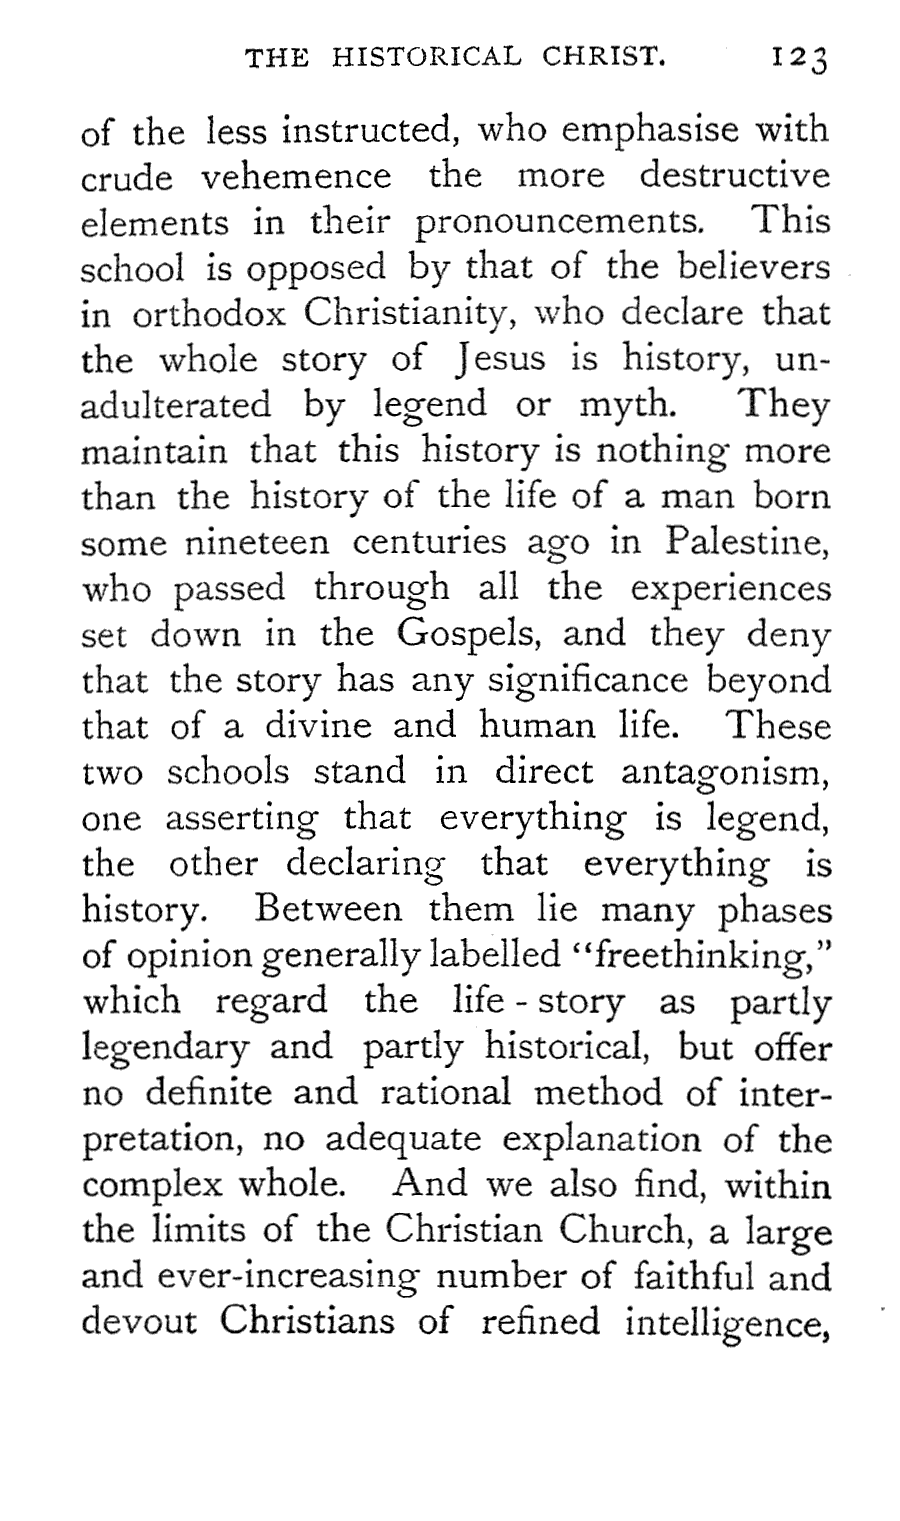 THE HISTORICAL CHRIST. 123
of the less instructed, who emphasise with
crude vehemence the more destructive
elements in their pronouncements. This
school is opposed by that of the believers
in orthodox Christianity, who declare that
the whole story of Jesus is history, un-
adulterated by legend or myth. They
maintain that this history is nothing more
than the history of the life of a man born
some nineteen centuries ago in Palestine,
who passed through all the experiences
set down in the Gospels, and they deny
that the story has any significance beyond
that of a divine and human life. These
two schools stand in direct antagonism,
one asserting that everything is legend,
the other declaring that everything is
history. Between them lie many phases
of opinion generally labelled “freethinking,”
which regard the life-story as partly
legendary and partly historical, but offer
no definite and rational method of inter-
pretation, no adequate explanation of the
complex whole. And we also find, within
the limits of the Christian Church, a large
and ever-increasing number of faithful and
devout Christians of refined intelligence,